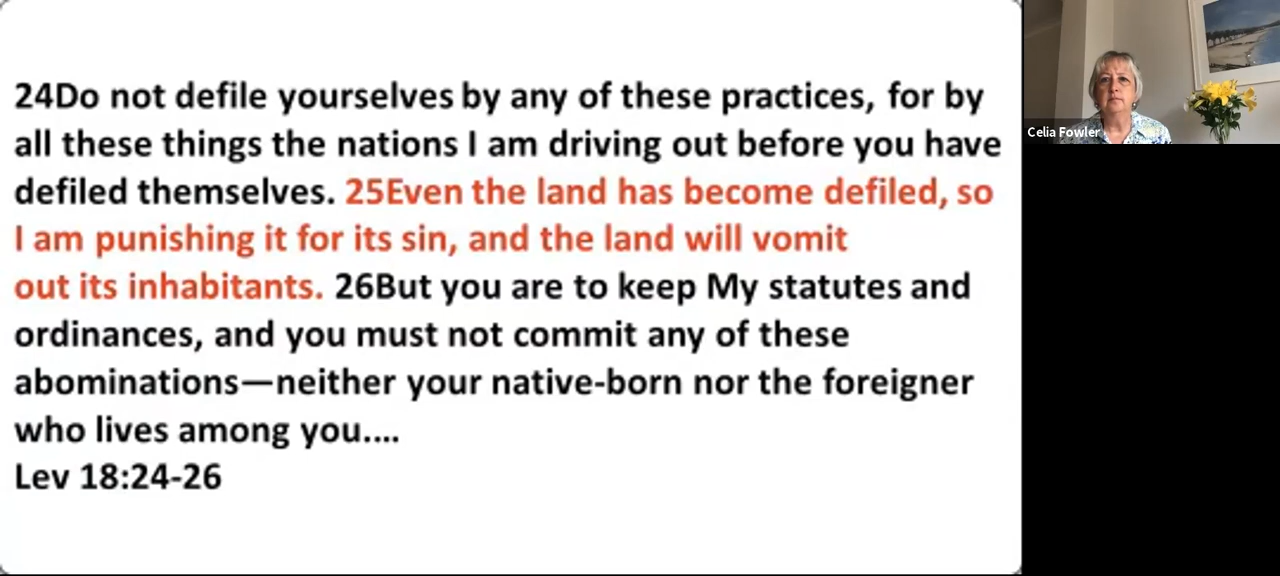 24Do not defile yourselves by any of these practices, for by
all these things the nations I am driving out before you have
defiled themselves. 25Even the land has become defiled, so
I am punishing it for its sin, and the land will vomit
out its inhabitants. 26But you are to keep My statutes and
ordinances, and you must not commit any of these
abominations—neither your native-born nor the foreigner
who lives among you....
Lev 18:24-26
Celia Fowler